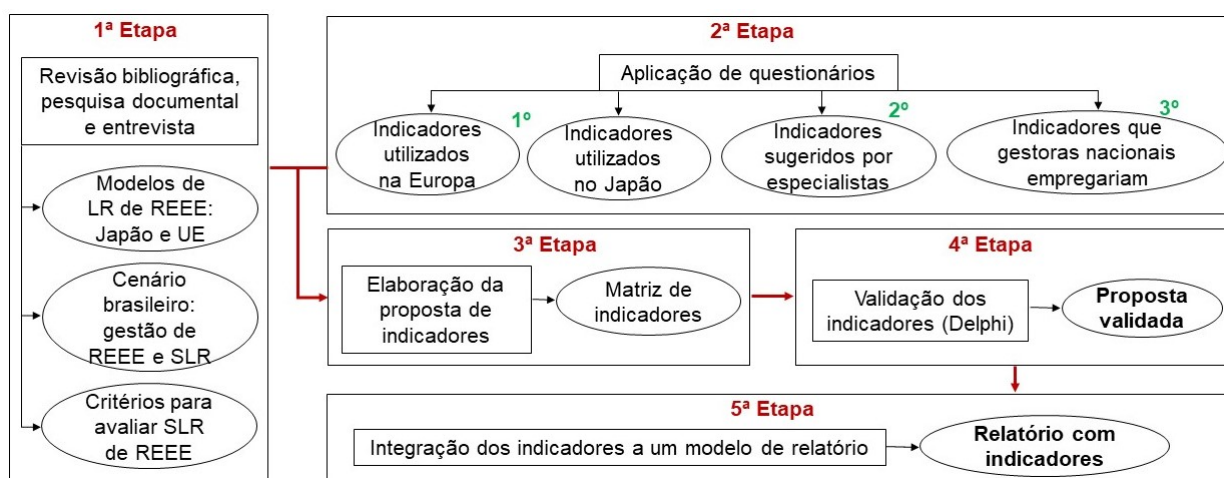 1ª Etapa
Revisão bibliográfica,
pesquisa documental
e entrevista
Modelos de
LR de REEE:
Japão e UE
Cenário
brasileiro:
gestão de
REEE e SLR
Critérios para
avaliar SLR
de REEE
2ª Etapa
Aplicação de questionários
1º
Indicadores
utilizados
na Europa
Indicadores
utilizados
no Japão
2º
Indicadores
sugeridos por
especialistas
3º
Indicadores que
gestoras nacionais
empregariam
3ª Etapa
Elaboração da
proposta de
indicadores
Matriz de
indicadores
4ª Etapa
Validação dos
indicadores (Delphi)
Proposta
validada
5ª Etapa
Integração dos indicadores a um modelo de relatório
Relatório com
indicadores